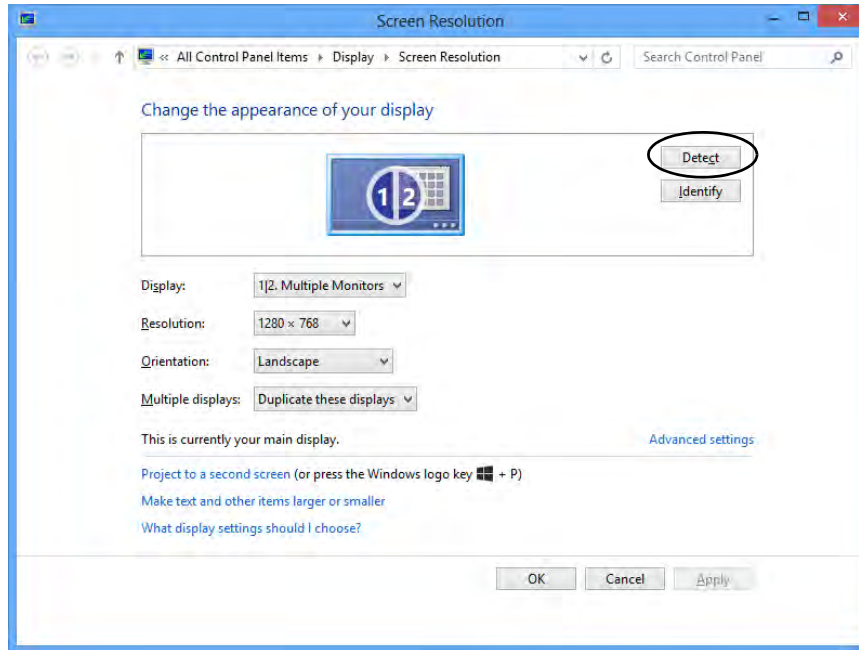 Screen Resolution
« All Control Panel Items ▸ Display ▸ Screen Resolution Search Control Panel
Change the appearance of your display
Detect
1 2
Identify
Display: 1|2. Multiple Monitors
Resolution: 1280 × 768
Orientation: Landscape
Multiple displays: Duplicate these displays
This is currently your main display. Advanced settings
Project to a second screen (or press the Windows logo key + P)
Make text and other items larger or smaller
What display settings should I choose?
OK Cancel Apply